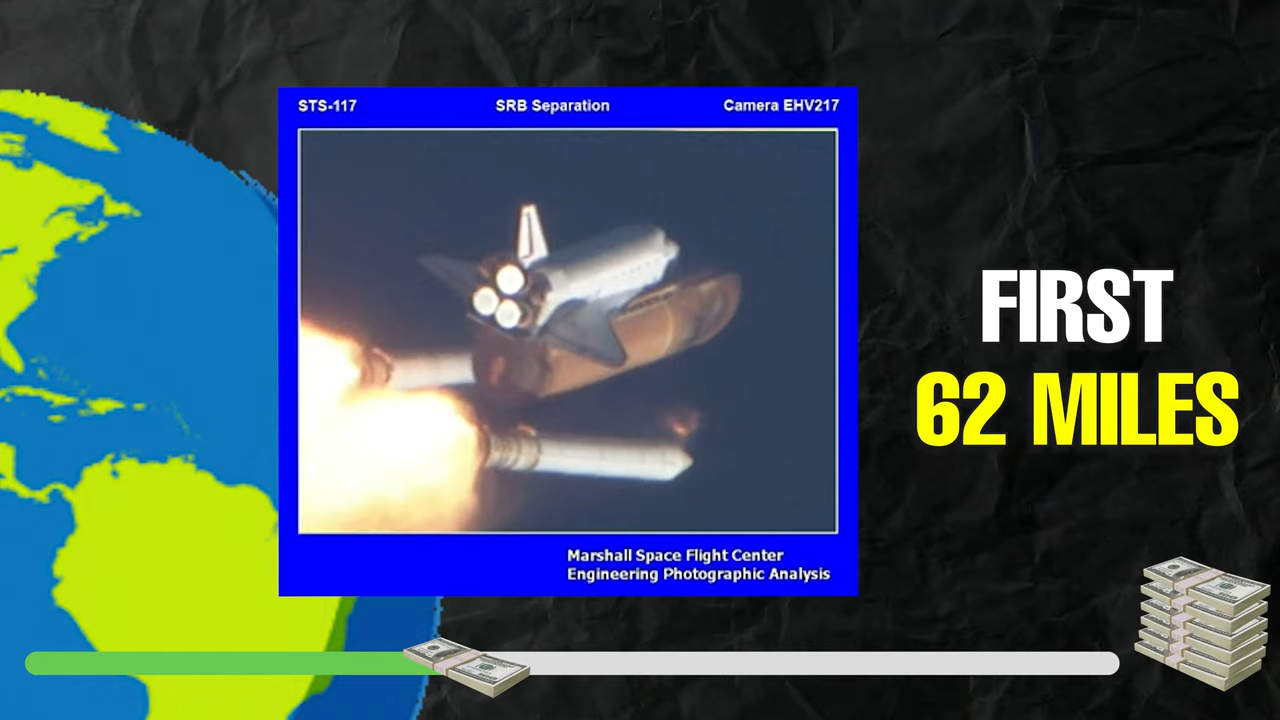 STS-117 SRB Separation Camera EHV217
FIRST
62 MILES
Marshall Space Flight Center
Engineering Photographic Analysis